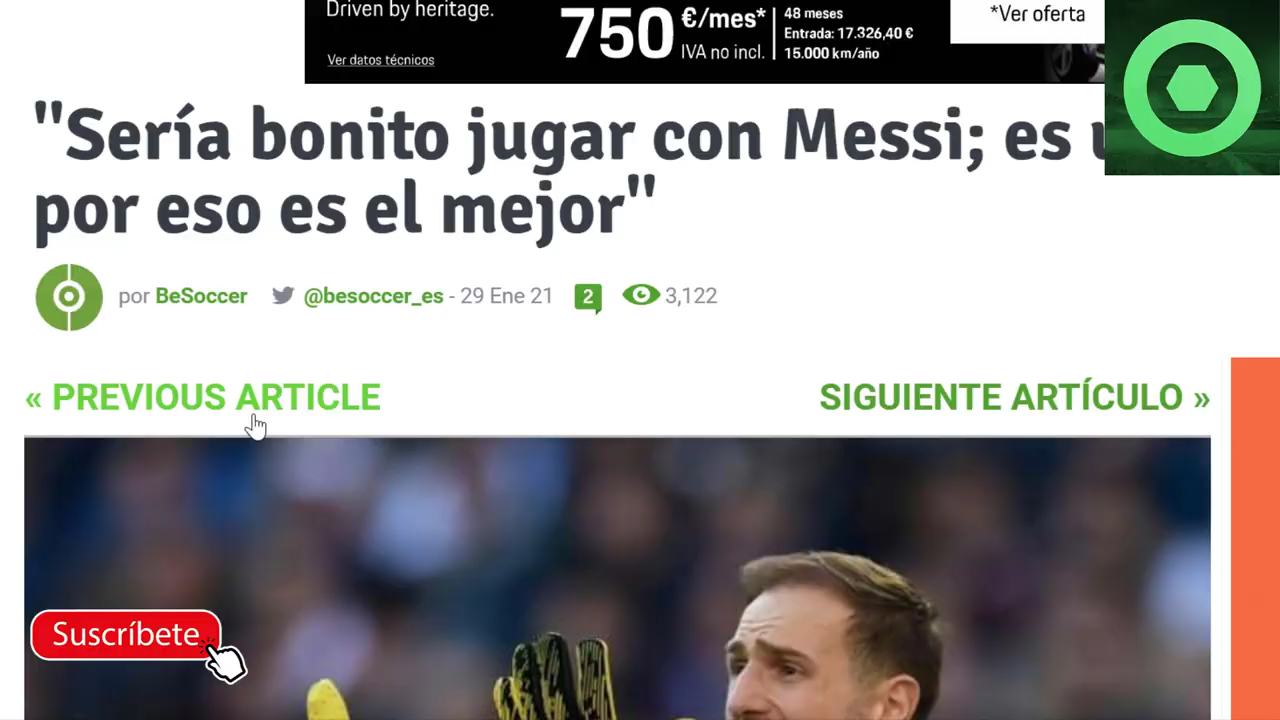 Driven by heritage.
Ver datos técnicos
750 €/mes*
IVA no incl.
48 meses
Entrada: 17.326,40 €
15.000 km/año
*Ver oferta
"Sería bonito jugar con Messi; es
por eso es el mejor"
por BeSoccer @besoccer_es - 29 Ene 21 2 3,122
« PREVIOUS ARTICLE
SIGUIENTE ARTÍCULO »
Suscríbete